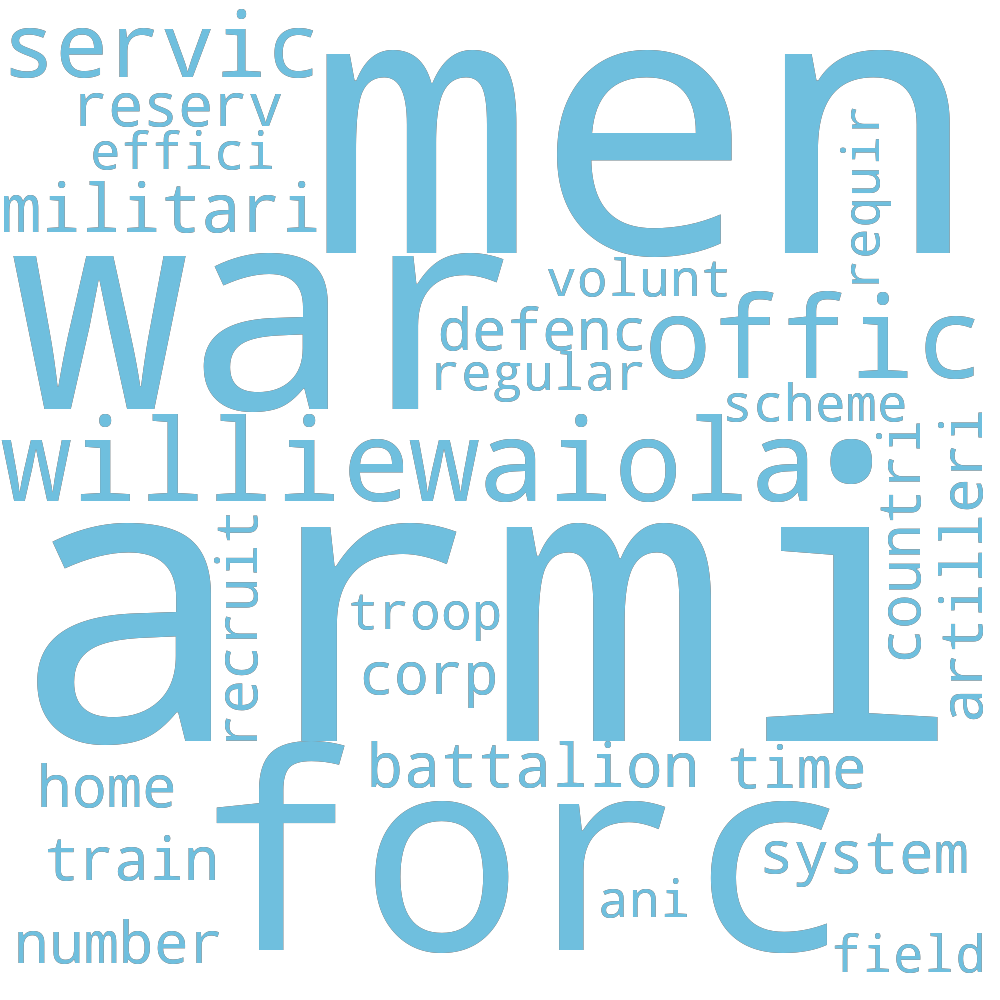 servic
men
reserv
effici
requir
militari
war
volunt
defenc
offic
regular
scheme
williewaiola
countri
artilleri
armi
recruit
troop
corp
battalion
time
home
forc
train
system
ani
number
field